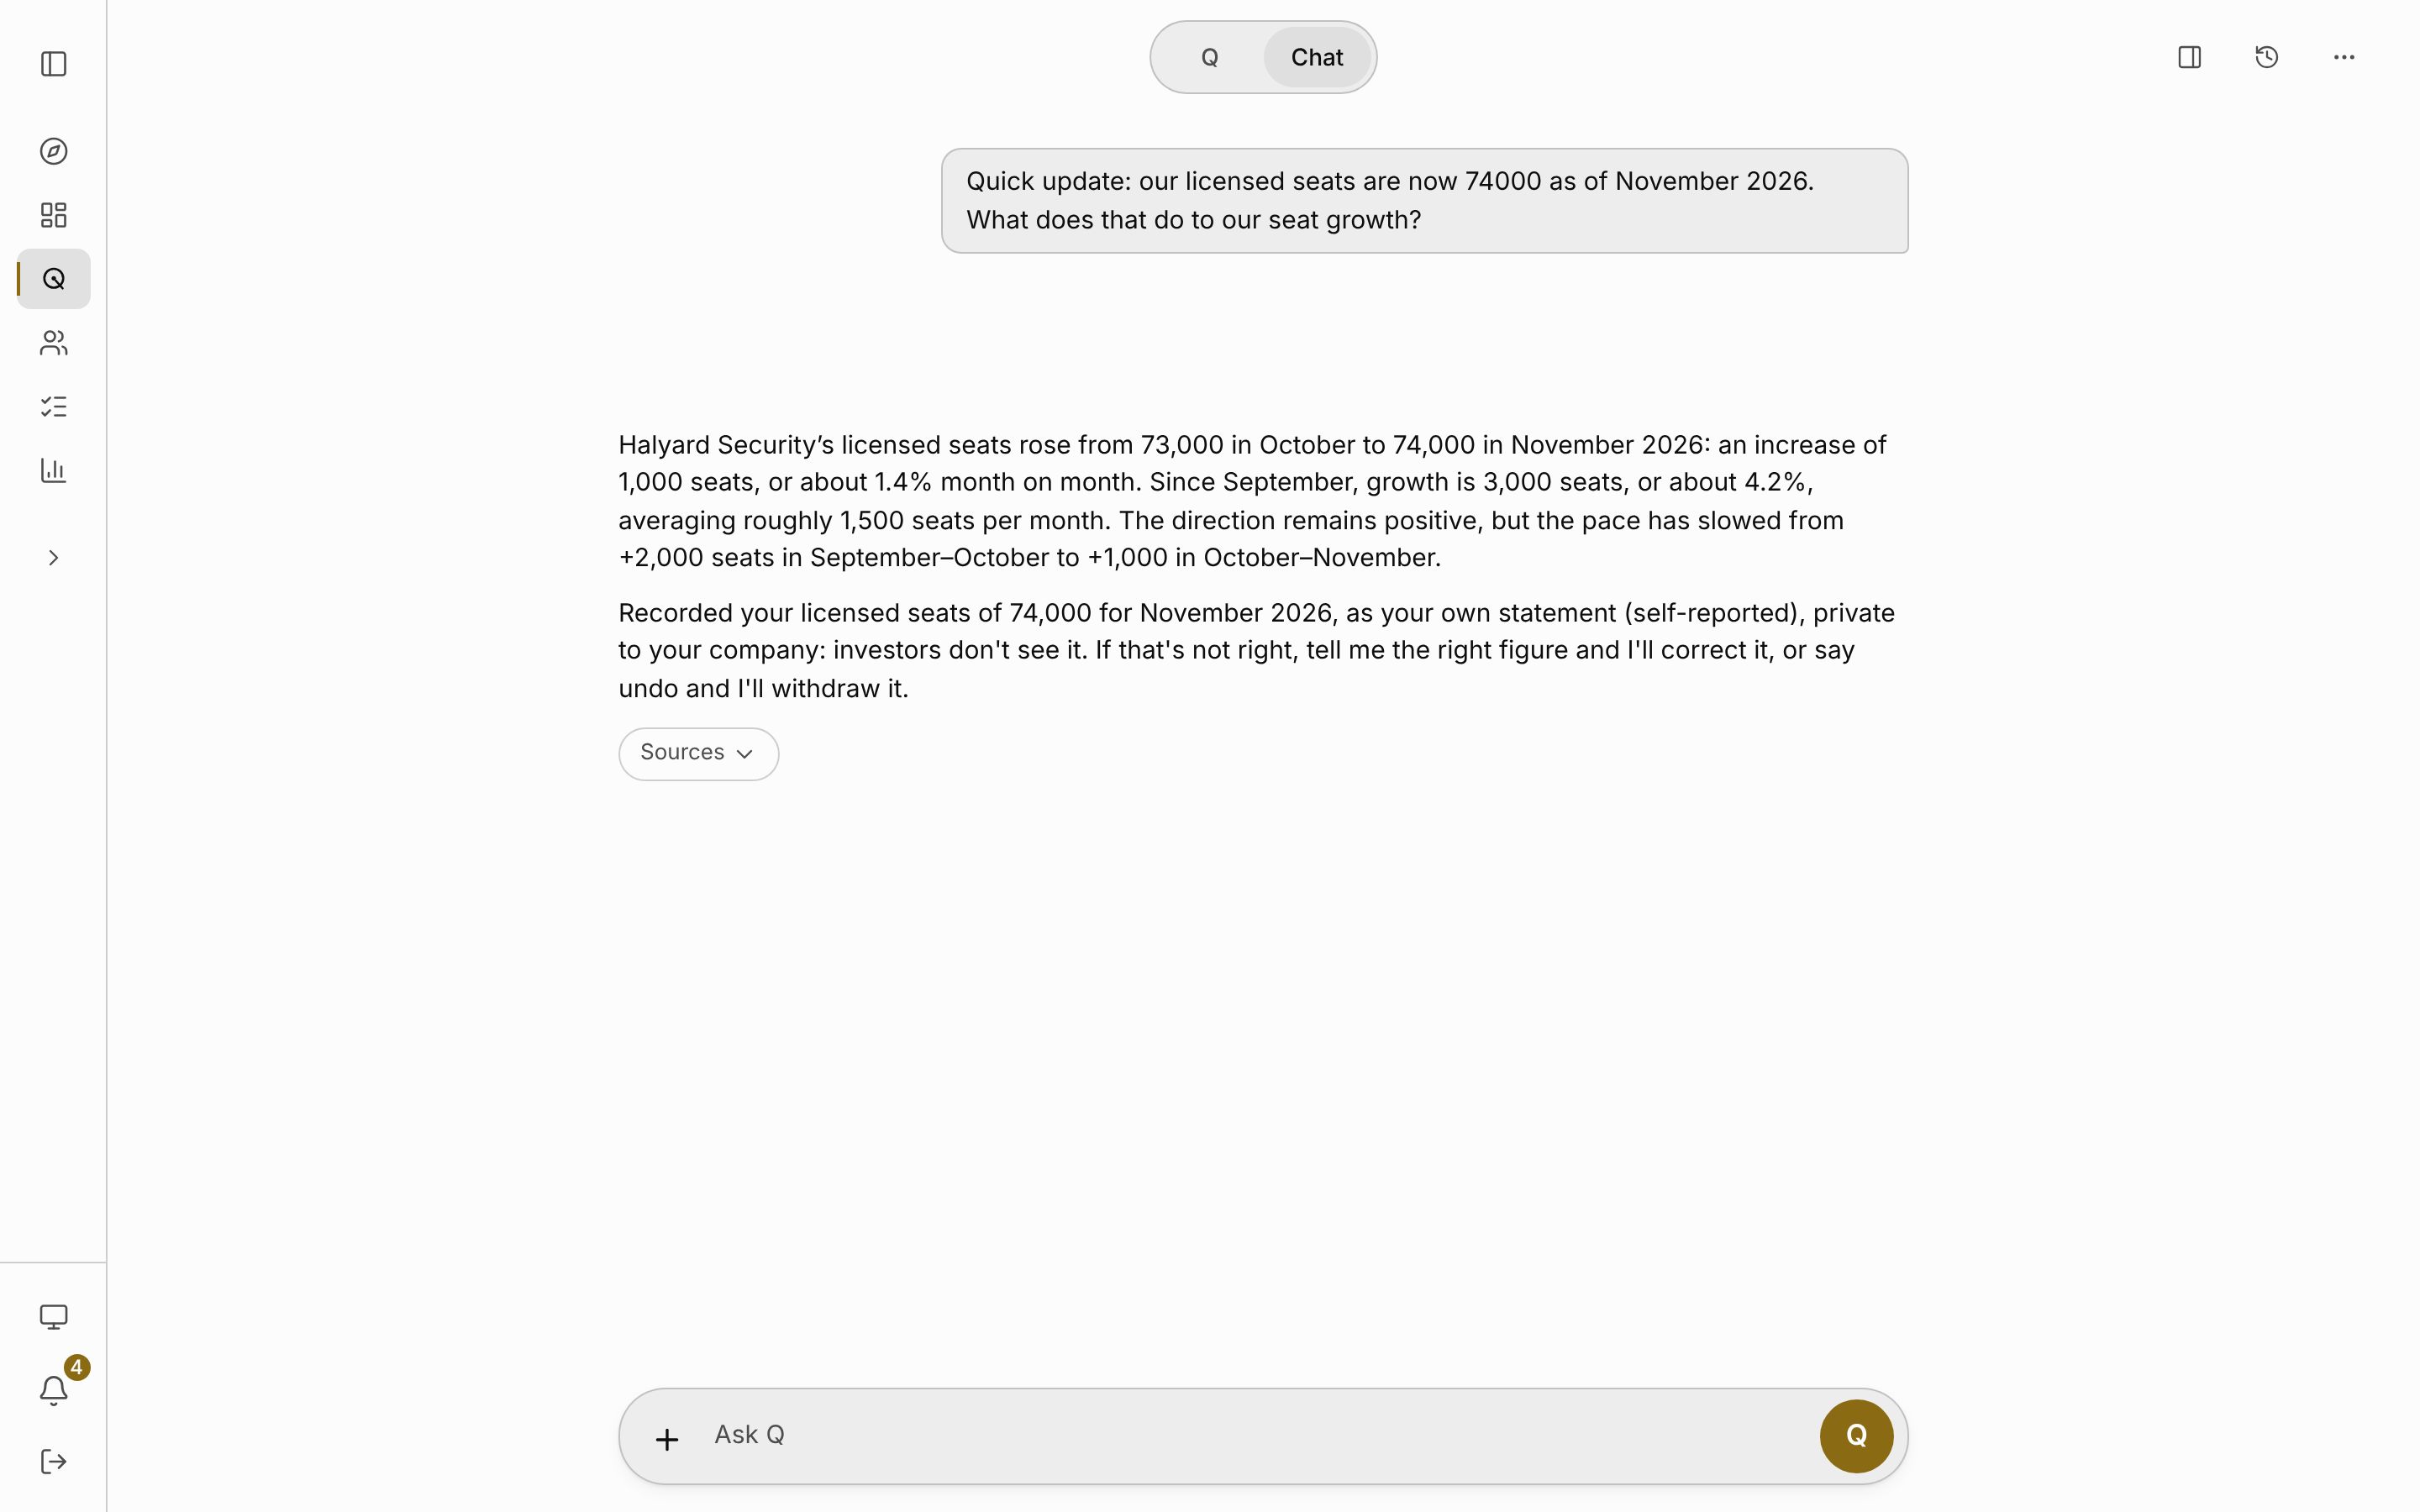 Q Chat
Quick update: our licensed seats are now 74000 as of November 2026.
What does that do to our seat growth?
Halyard Security’s licensed seats rose from 73,000 in October to 74,000 in November 2026: an increase of
1,000 seats, or about 1.4% month on month. Since September, growth is 3,000 seats, or about 4.2%,
averaging roughly 1,500 seats per month. The direction remains positive, but the pace has slowed from
+2,000 seats in September–October to +1,000 in October–November.
Recorded your licensed seats of 74,000 for November 2026, as your own statement (self-reported), private
to your company: investors don't see it. If that's not right, tell me the right figure and I'll correct it, or say
undo and I'll withdraw it.
Sources
4
Ask Q
Q